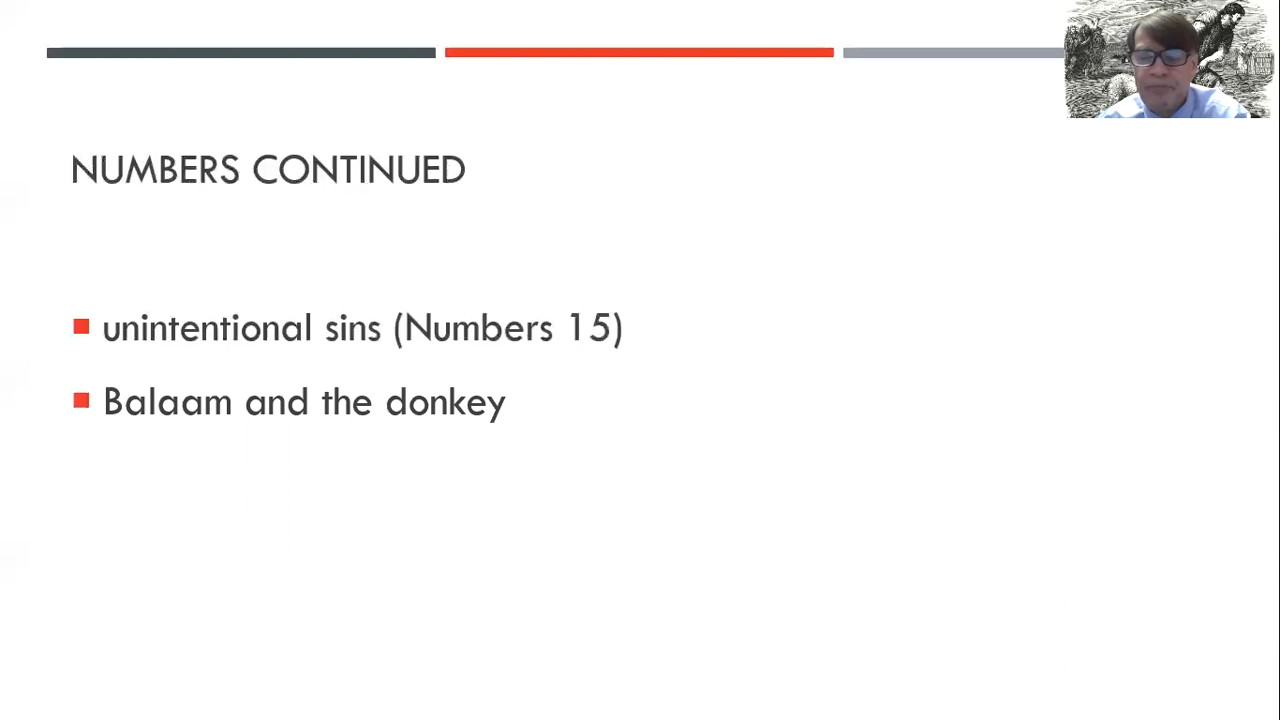 NUMBERS CONTINUED
unintentional sins (Numbers 15)
Balaam and the donkey